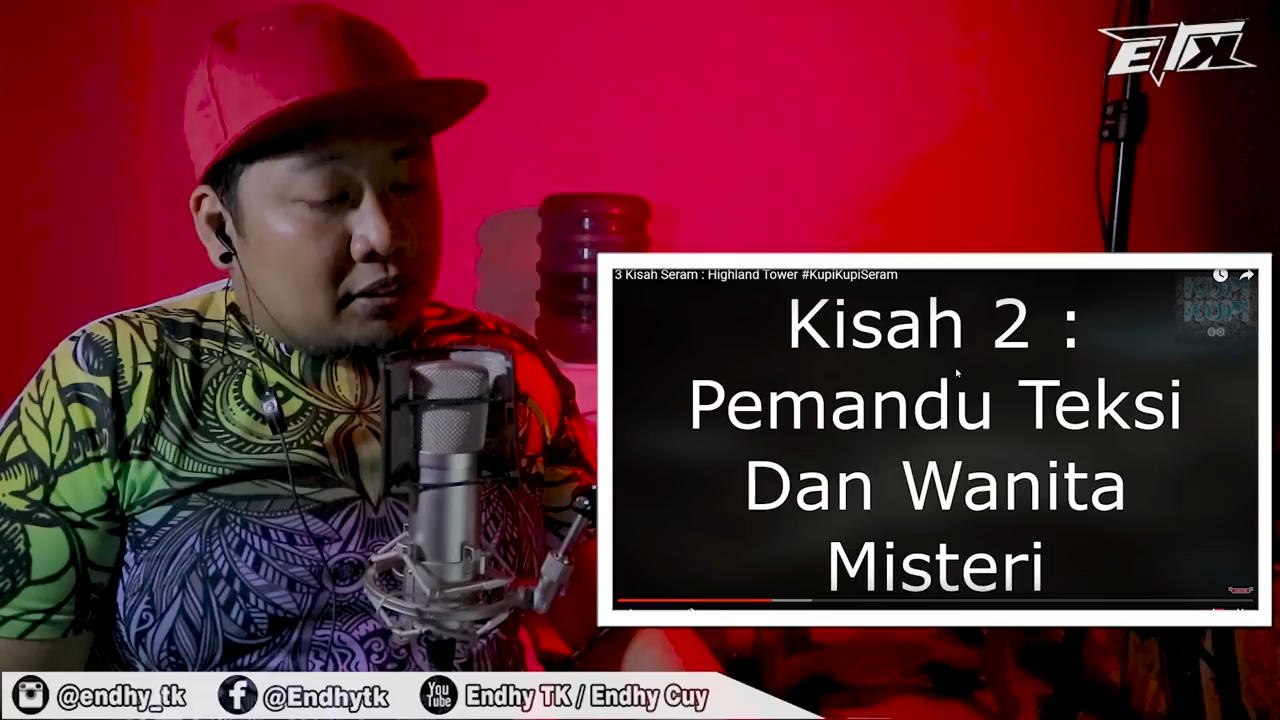 ETK
3 Kisah Seram : Highland Tower #KupiKupiSeram
Kisah 2 :
Pemandu Teksi
Dan Wanita
Misteri
@endhy_tk
@Endhytk
You
Tube
Endhy TK / Endhy Cuy